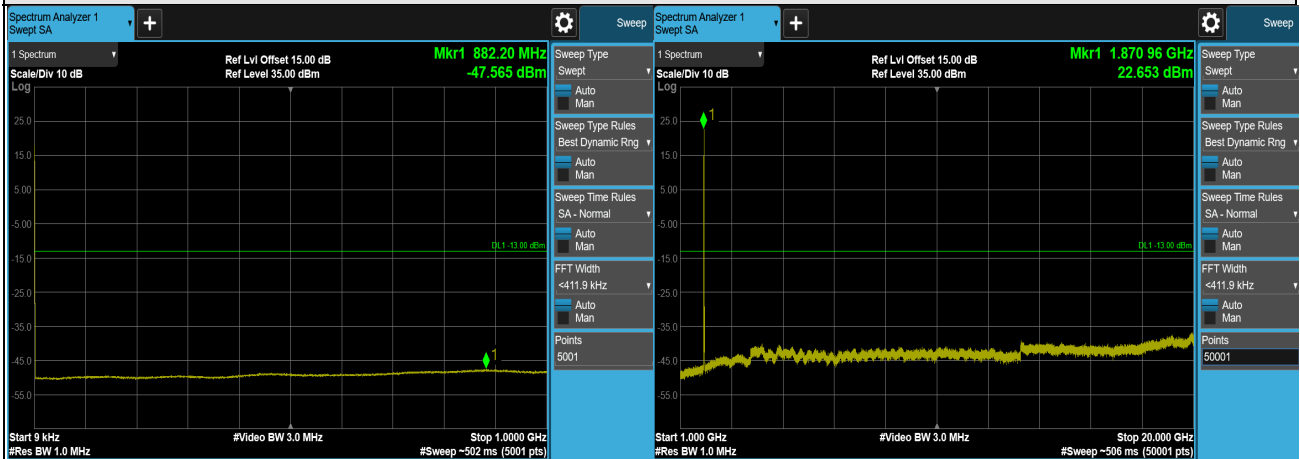 Spectrum Analyzer 1
Swept SA
+
Sweep
1 Spectrum
Scale/Div 10 dB
Log
Ref Lvl Offset 15.00 dB
Ref Level 35.00 dBm
Mkr1 882.20 MHz
-47.565 dBm
25.0
15.0
5.00
-5.00
-15.0
-25.0
-35.0
-45.0
-55.0
DL1 -13.00 dBm
1
Start 9 kHz
#Res BW 1.0 MHz
#Video BW 3.0 MHz
Stop 1.0000 GHz
#Sweep ~502 ms (5001 pts)
Sweep Type
Swept
Auto
Man
Sweep Type Rules
Best Dynamic Rng
Auto
Man
Sweep Time Rules
SA - Normal
Auto
Man
FFT Width
<411.9 kHz
Auto
Man
Points
5001
Spectrum Analyzer 1
Swept SA
+
Sweep
1 Spectrum
Scale/Div 10 dB
Log
Ref Lvl Offset 15.00 dB
Ref Level 35.00 dBm
Mkr1 1.870 96 GHz
22.653 dBm
1
25.0
15.0
5.00
-5.00
-15.0
-25.0
-35.0
-45.0
-55.0
DL1 -13.00 dBm
Start 1.000 GHz
#Res BW 1.0 MHz
#Video BW 3.0 MHz
Stop 20.000 GHz
#Sweep ~506 ms (50001 pts)
Sweep Type
Swept
Auto
Man
Sweep Type Rules
Best Dynamic Rng
Auto
Man
Sweep Time Rules
SA - Normal
Auto
Man
FFT Width
<411.9 kHz
Auto
Man
Points
50001